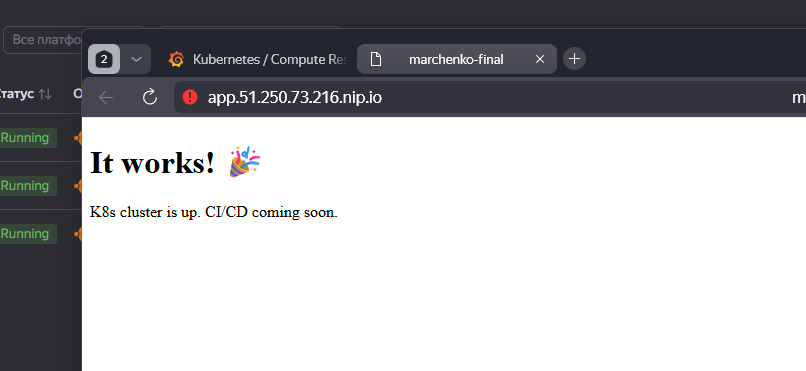 Все платфо
2
Kubernetes / Compute Res
marchenko-final
татус
О
app.51.250.73.216.nip.io
m
Running
It works! 🎉
Running
K8s cluster is up. CI/CD coming soon.
Running